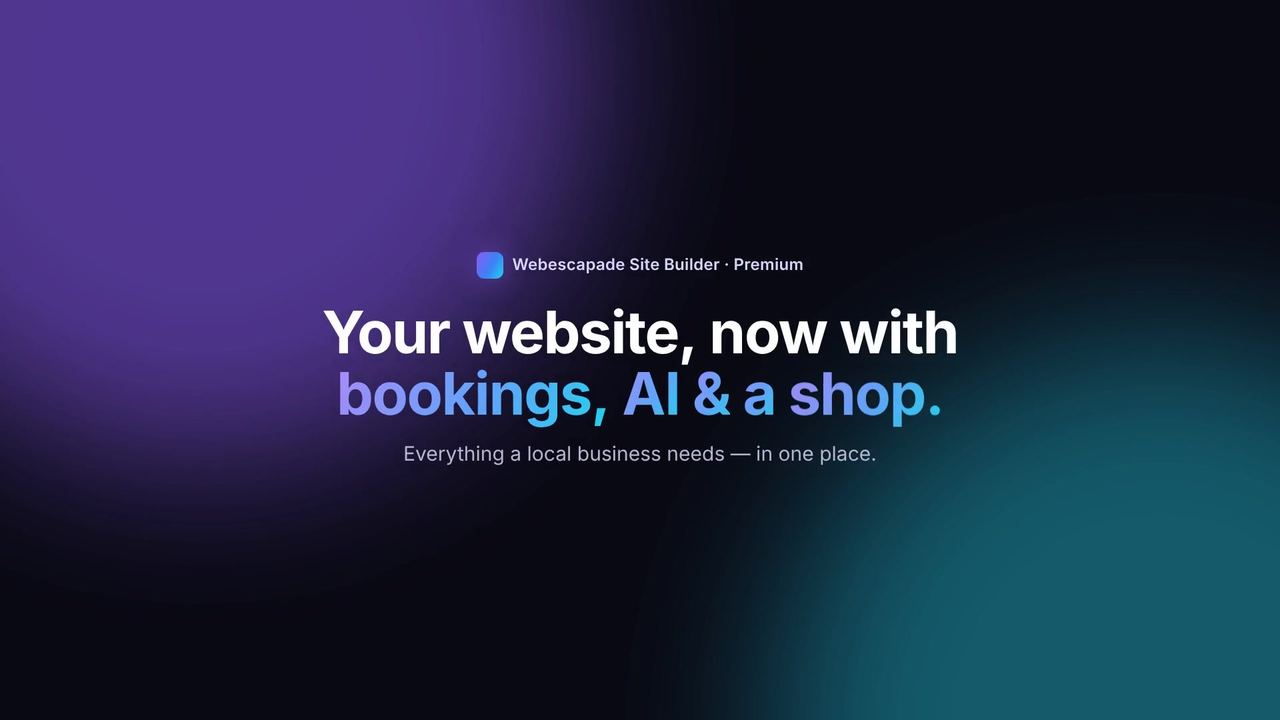 Webescapade Site Builder · Premium
Your website, now with
bookings, AI & a shop.
Everything a local business needs — in one place.